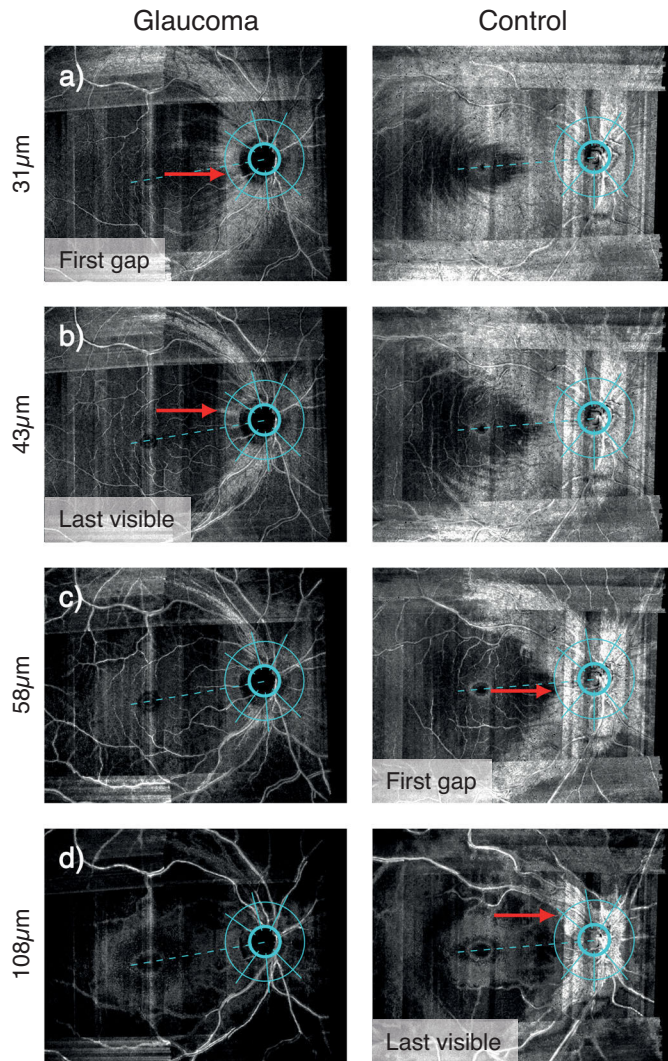 Glaucoma
Control
31µm
a)
First gap
43µm
b)
Last visible
58µm
c)
First gap
108µm
d)
Last visible